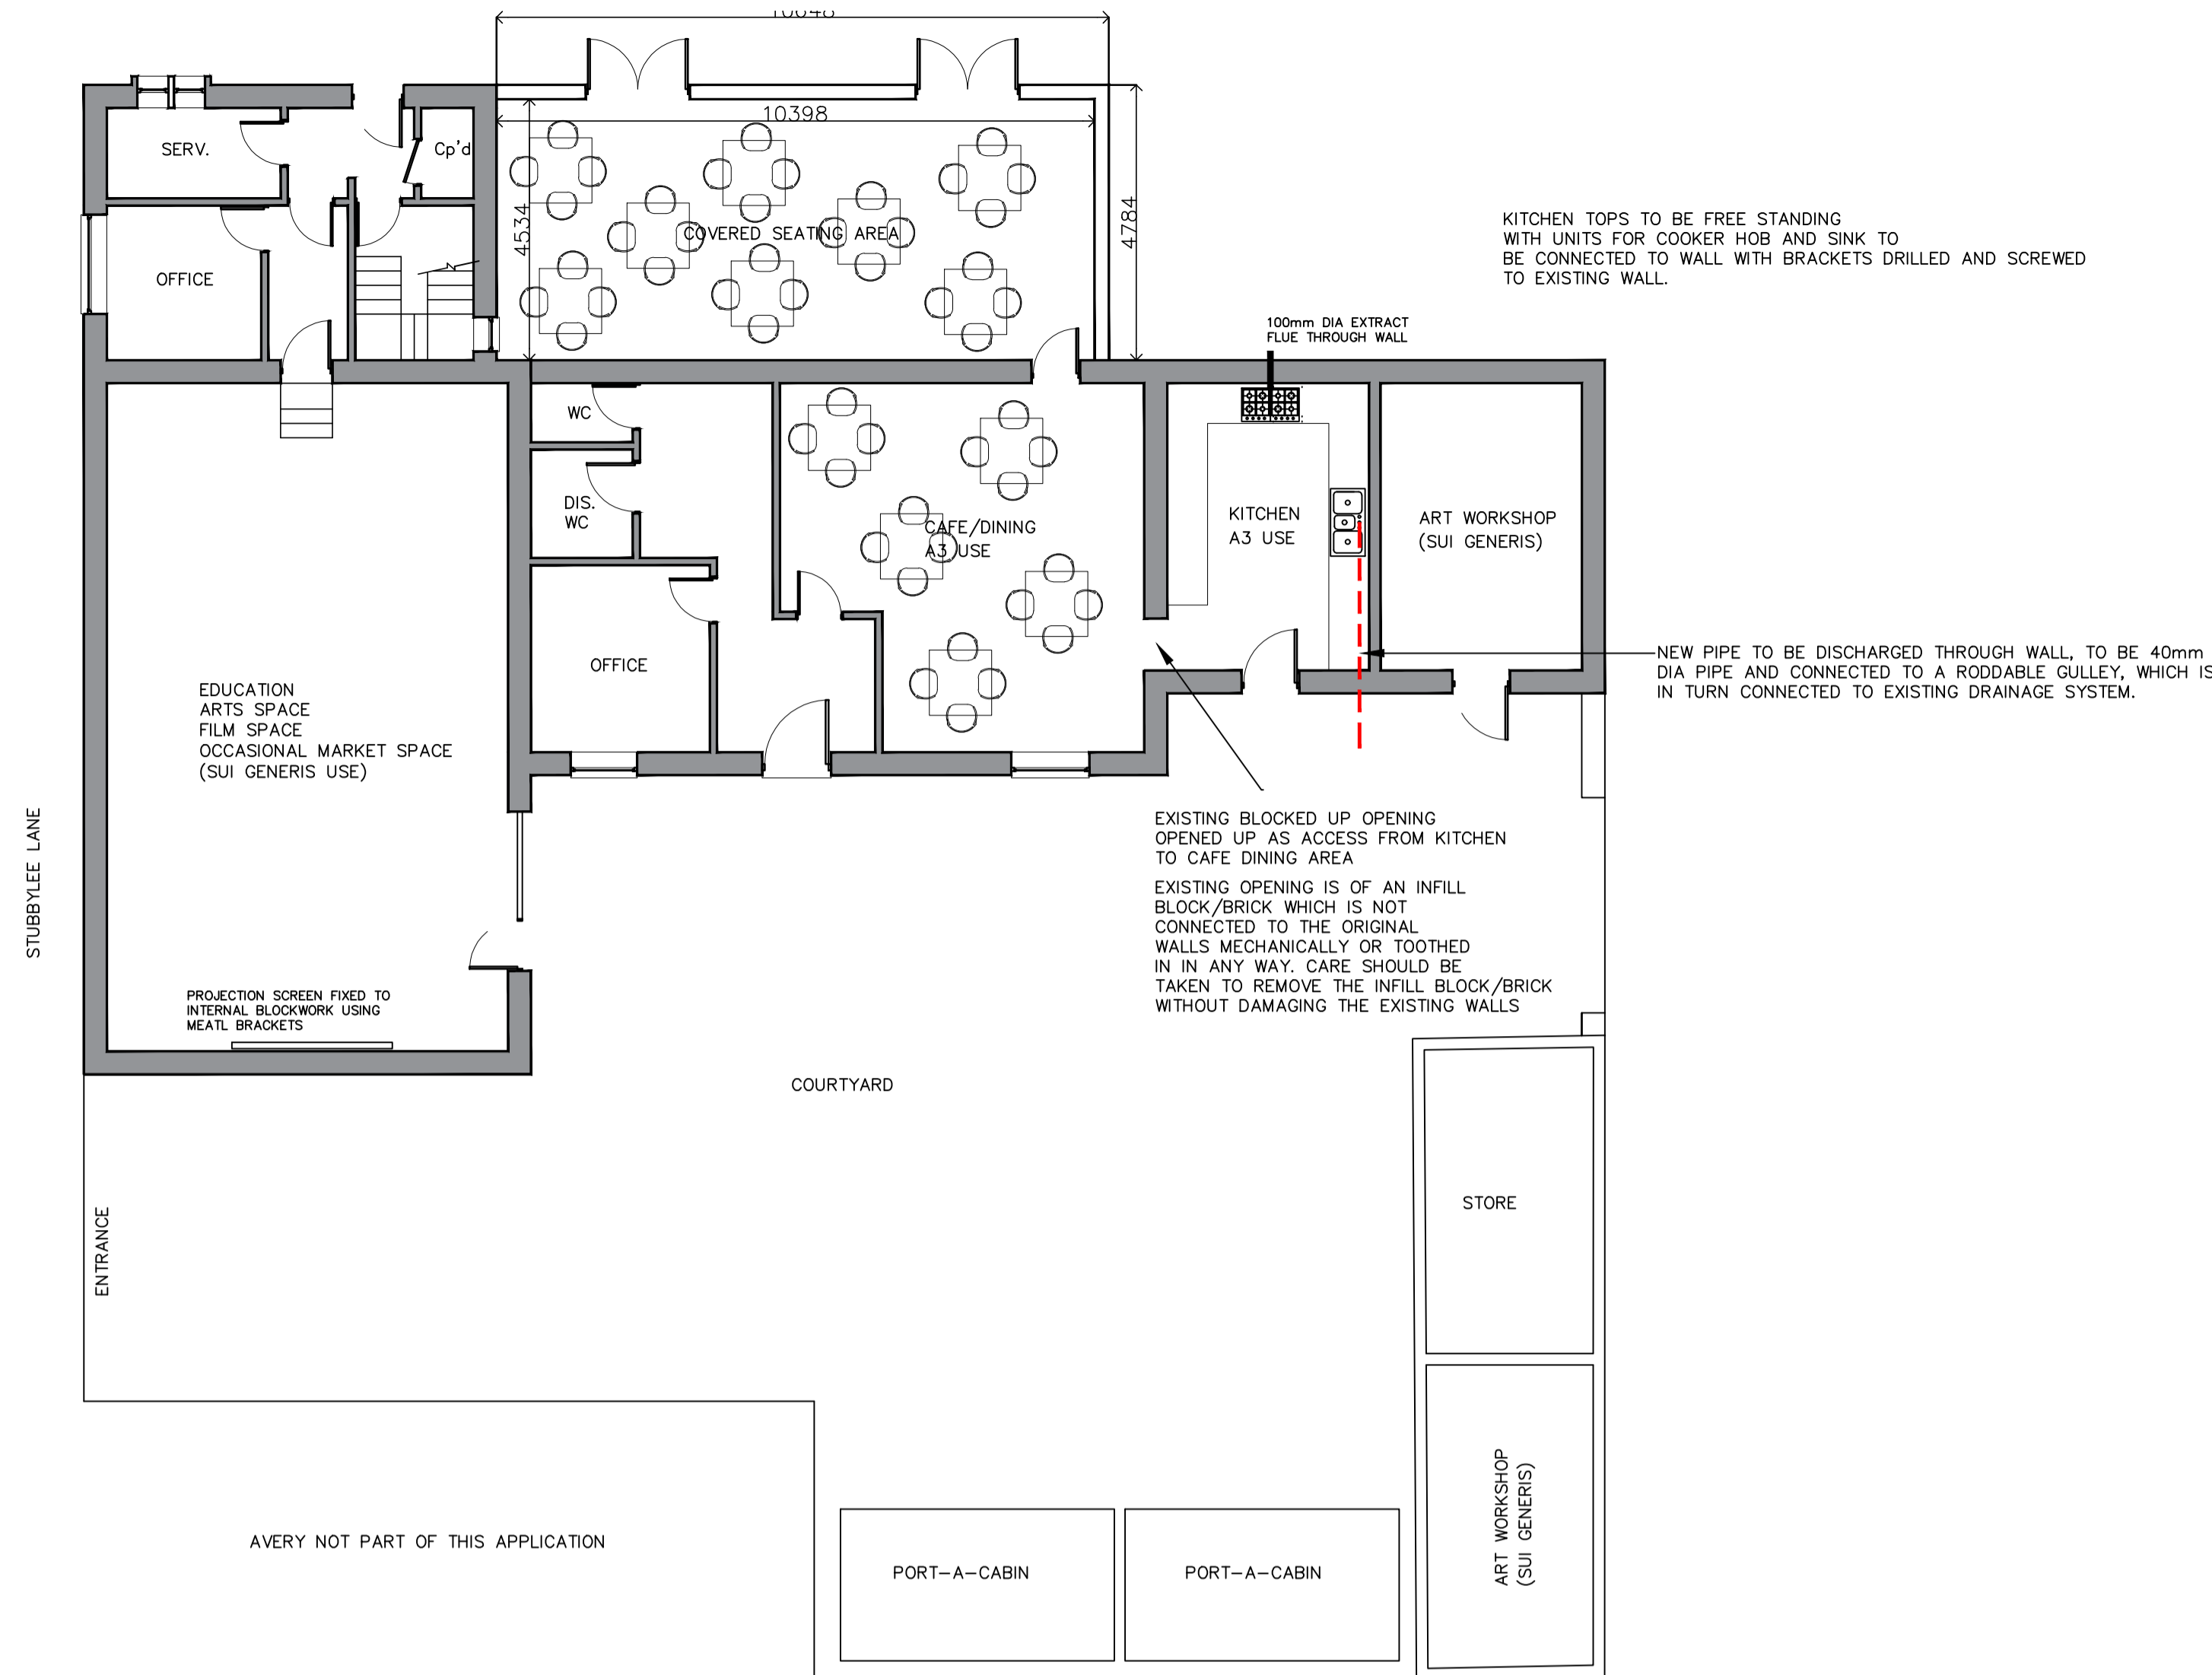 10648
10398
4534
4784
SERV.
Cp'd
OFFICE
COVERED SEATING AREA
KITCHEN TOPS TO BE FREE STANDING
WITH UNITS FOR COOKER HOB AND SINK TO
BE CONNECTED TO WALL WITH BRACKETS DRILLED AND SCREWED
TO EXISTING WALL.
100mm DIA EXTRACT
FLUE THROUGH WALL
WC
DIS.
WC
OFFICE
CAFE/DINING
A3 USE
KITCHEN
A3 USE
ART WORKSHOP
(SUI GENERIS)
NEW PIPE TO BE DISCHARGED THROUGH WALL, TO BE 40mm
DIA PIPE AND CONNECTED TO A RODDABLE GULLEY, WHICH IS
IN TURN CONNECTED TO EXISTING DRAINAGE SYSTEM.
EDUCATION
ARTS SPACE
FILM SPACE
OCCASIONAL MARKET SPACE
(SUI GENERIS USE)
STUBBYLEE LANE
EXISTING BLOCKED UP OPENING
OPENED UP AS ACCESS FROM KITCHEN
TO CAFE DINING AREA
EXISTING OPENING IS OF AN INFILL
BLOCK/BRICK WHICH IS NOT
CONNECTED TO THE ORIGINAL
WALLS MECHANICALLY OR TOOTHED
IN IN ANY WAY. CARE SHOULD BE
TAKEN TO REMOVE THE INFILL BLOCK/BRICK
WITHOUT DAMAGING THE EXISTING WALLS
PROJECTION SCREEN FIXED TO
INTERNAL BLOCKWORK USING
MEATL BRACKETS
COURTYARD
ENTRANCE
STORE
ART WORKSHOP
(SUI GENERIS)
AVERY NOT PART OF THIS APPLICATION
PORT-A-CABIN
PORT-A-CABIN